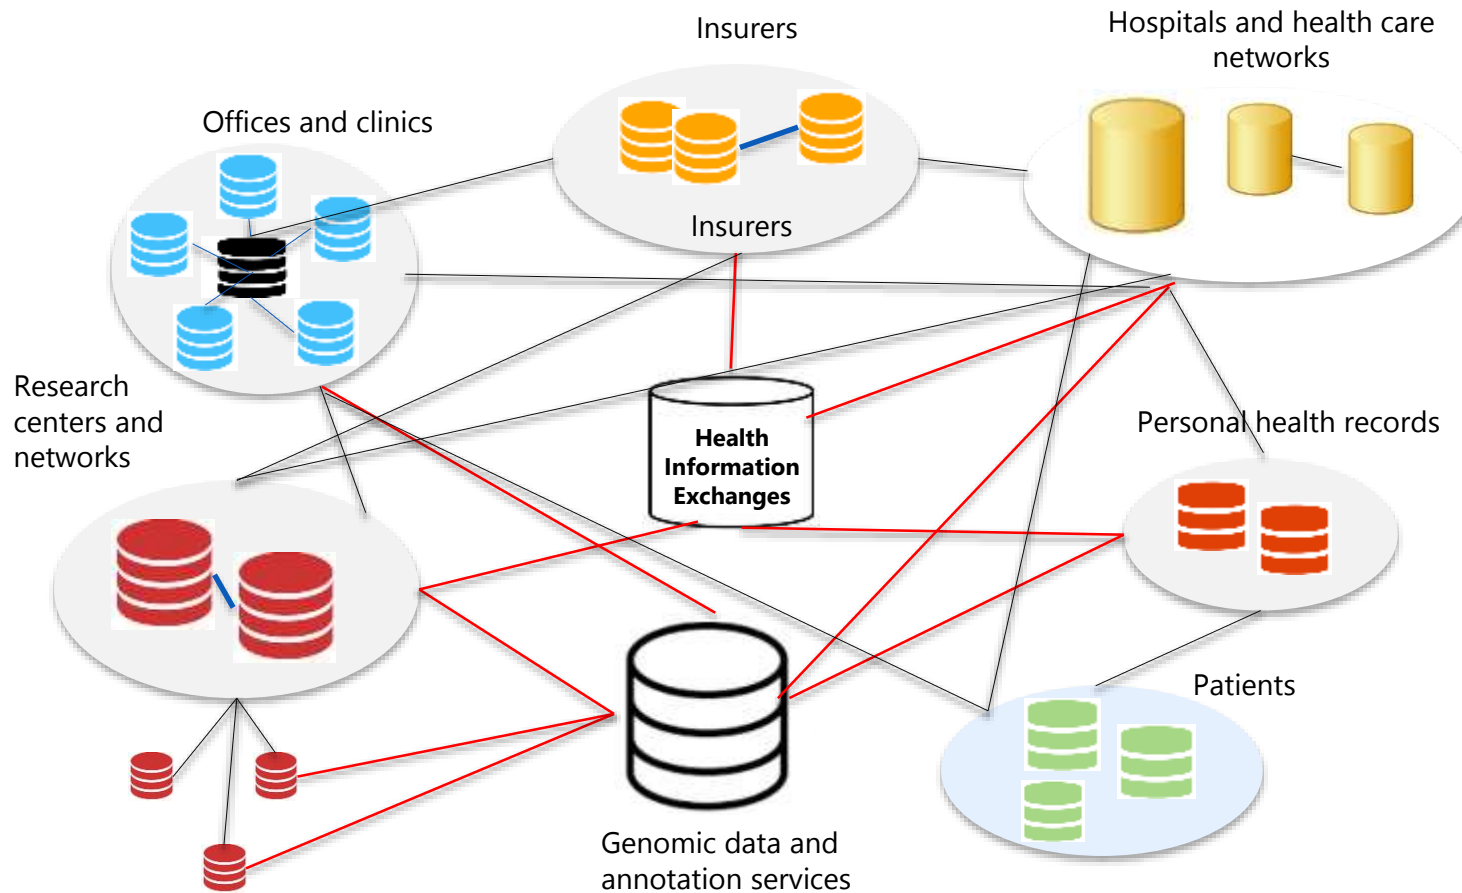 Insurers
Hospitals and health care
networks
Offices and clinics
Insurers
Research
centers and
networks
Health
Information
Exchanges
Personal health records
Patients
Genomic data and
annotation services